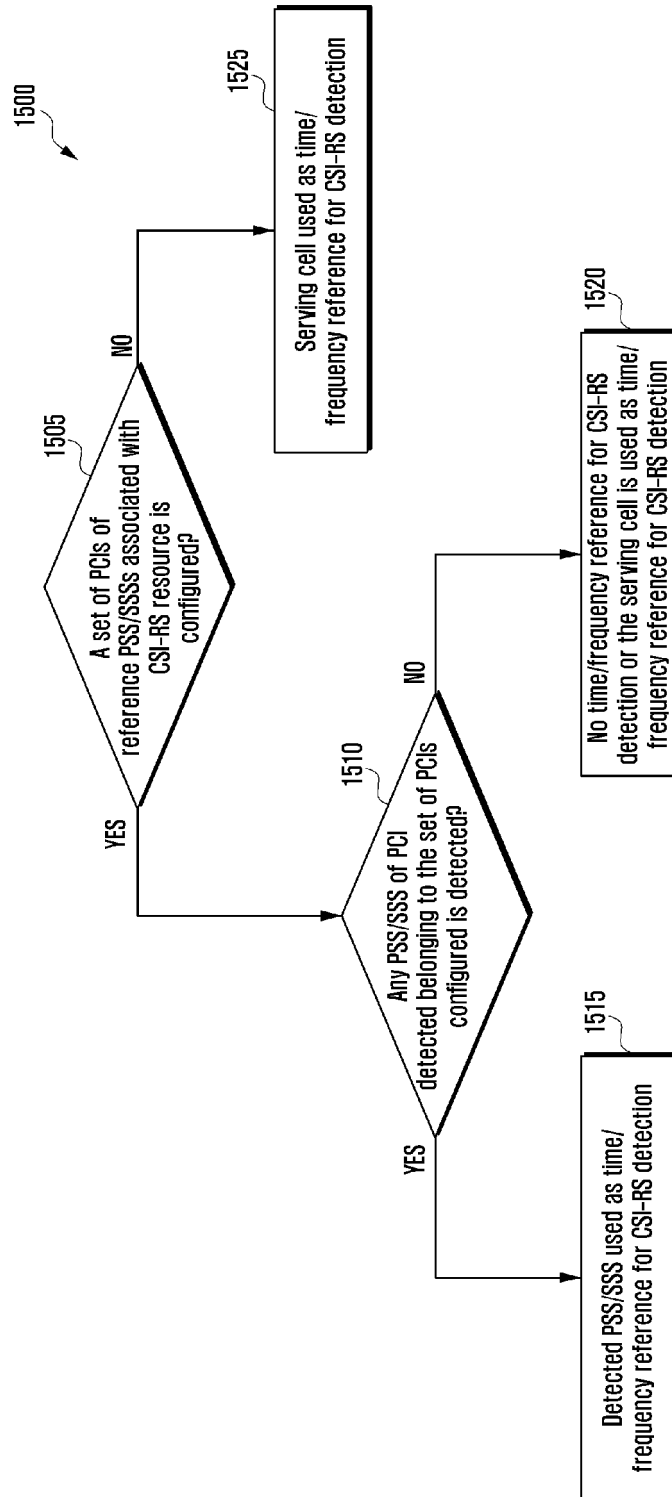 1500
1505
A set of PCIs of
reference PSS/SSSs associated with
CSI-RS resource is
configured?
YES
NO
1525
Serving cell used as time/
frequency reference for CSI-RS detection
1510
Any PSS/SSS of PCI
detected belonging to the set of PCIs
configured is detected?
YES
NO
1515
Detected PSS/SSS used as time/
frequency reference for CSI-RS detection
1520
No time/frequency reference for CSI-RS
detection or the serving cell is used as time/
frequency reference for CSI-RS detection